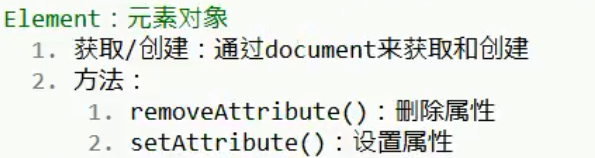 Element：元素对象
1. 获取/创建：通过document来获取和创建
2. 方法：
1. removeAttribute()：删除属性
2. setAttribute()：设置属性